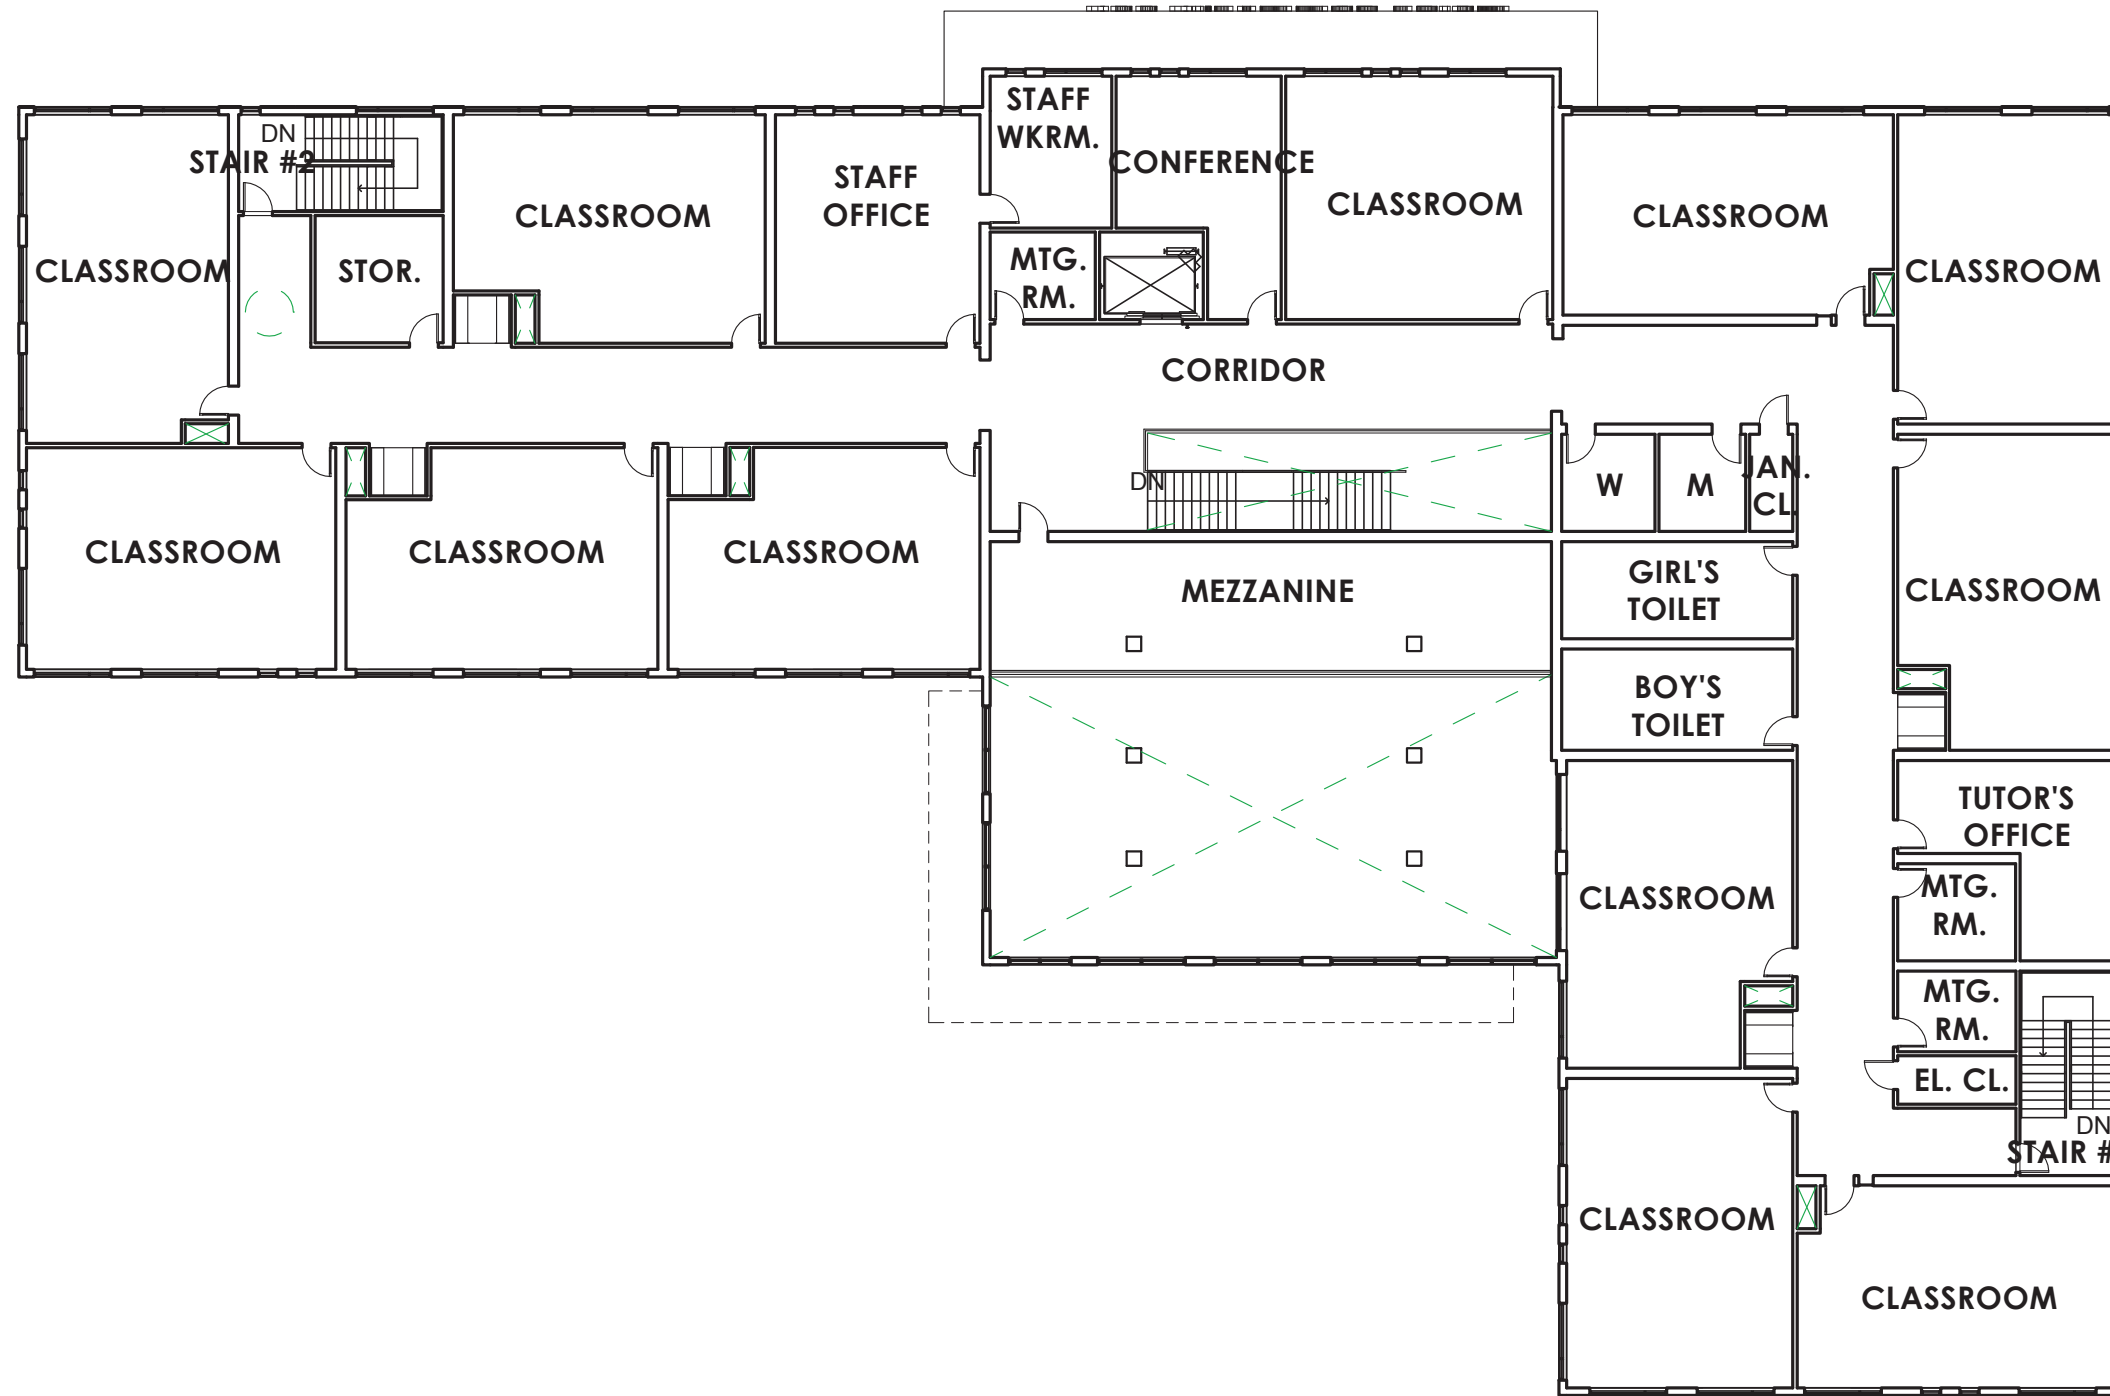 STAFF
WKRM.
DN
STAIR #2
CONFERENCE
STAFF
OFFICE
CLASSROOM
CLASSROOM
CLASSROOM
CLASSROOM
STOR.
MTG.
RM.
CLASSROOM
CORRIDOR
DN
W
M
JAN.
CL.
CLASSROOM
CLASSROOM
CLASSROOM
MEZZANINE
GIRL'S
TOILET
CLASSROOM
BOY'S
TOILET
TUTOR'S
OFFICE
CLASSROOM
MTG.
RM.
MTG.
RM.
EL. CL.
DN
STAIR #
CLASSROOM
CLASSROOM